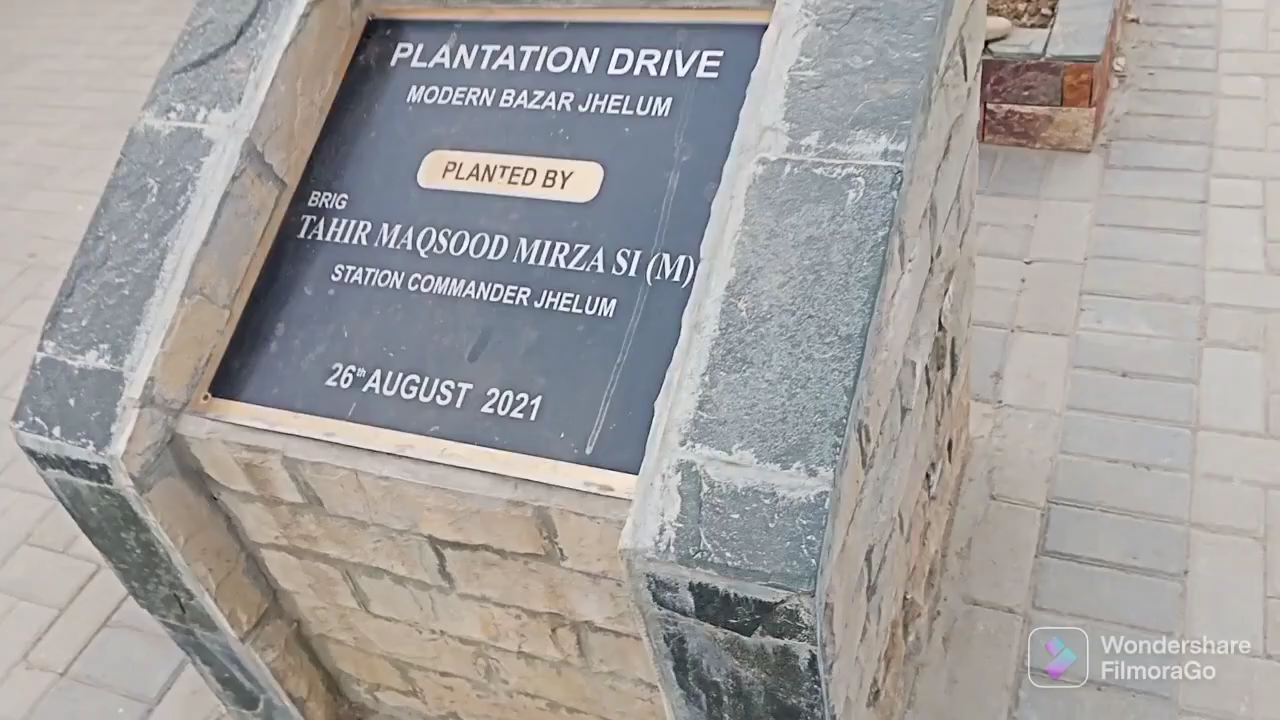 PLANTATION DRIVE
MODERN BAZAR JHELUM
PLANTED BY
BRIG
TAHIR MAQSOOD MIRZA SI (M)
STATION COMMANDER JHELUM
26th AUGUST 2021
Wondershare
FilmoraGo